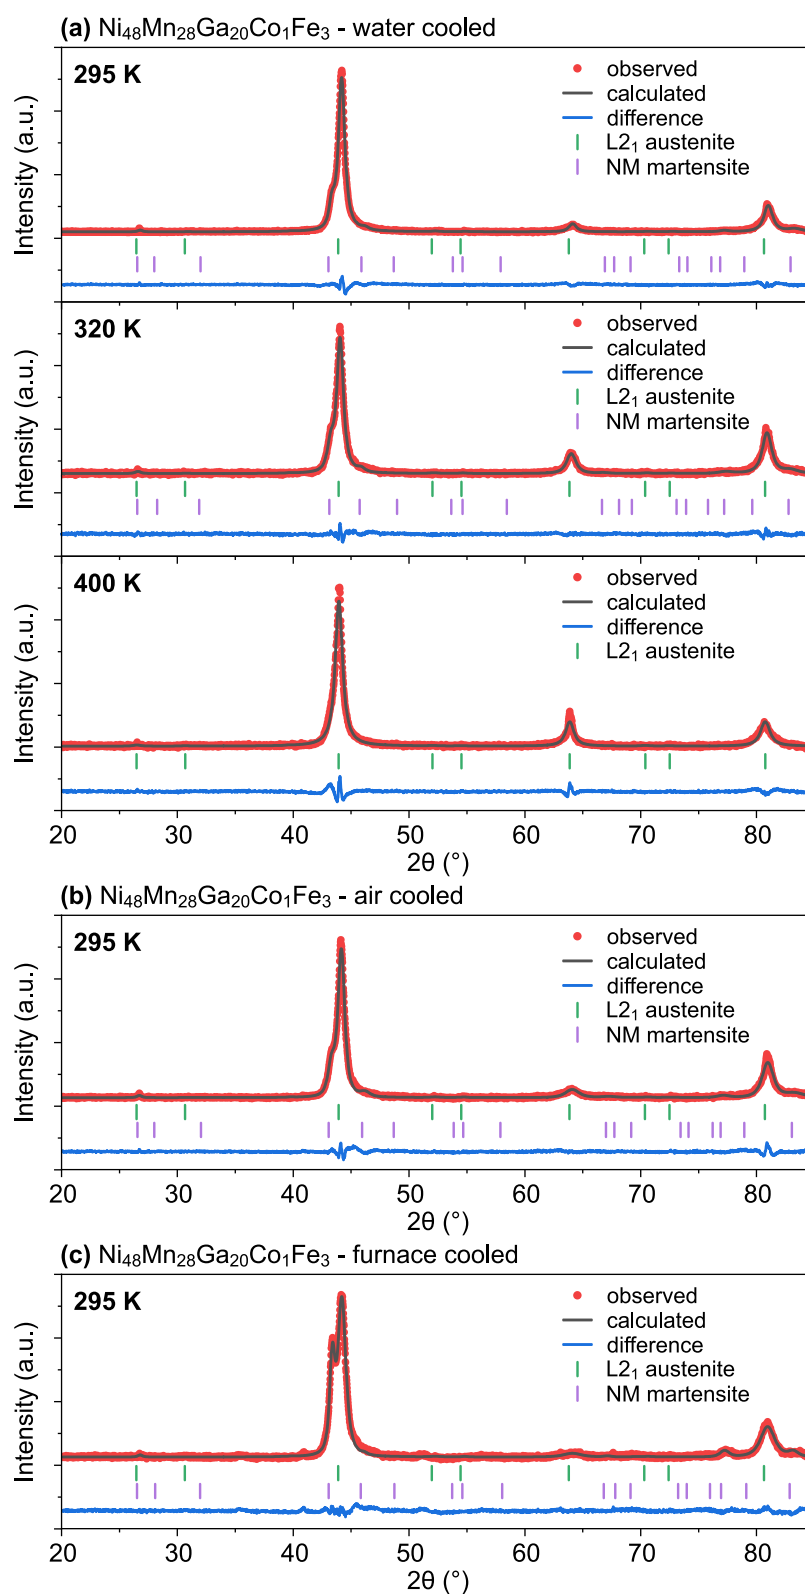 (a) Ni₄₈Mn₂₈Ga₂₀Co₁Fe₃ - water cooled
295 K
observed
calculated
difference
L2₁ austenite
NM martensite
Intensity (a.u.)
320 K
observed
calculated
difference
L2₁ austenite
NM martensite
Intensity (a.u.)
400 K
observed
calculated
difference
L2₁ austenite
Intensity (a.u.)
20 30 40 50 60 70 80
2θ (°)
(b) Ni₄₈Mn₂₈Ga₂₀Co₁Fe₃ - air cooled
295 K
observed
calculated
difference
L2₁ austenite
NM martensite
Intensity (a.u.)
20 30 40 50 60 70 80
2θ (°)
(c) Ni₄₈Mn₂₈Ga₂₀Co₁Fe₃ - furnace cooled
295 K
observed
calculated
difference
L2₁ austenite
NM martensite
Intensity (a.u.)
20 30 40 50 60 70 80
2θ (°)